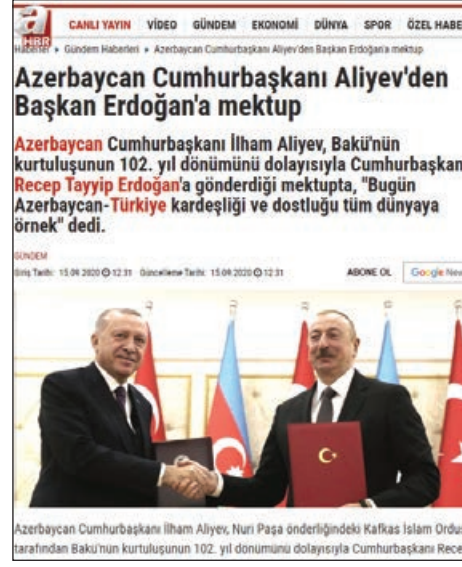 a
HBR
CANLI YAYIN VİDEO GÜNDEM EKONOMİ DÜNYA SPOR ÖZEL HABE
Haberler ▸ Gündem Haberleri ▸ Azerbaycan Cumhurbaşkanı Aliyev'den Başkan Erdoğan'a mektup
Azerbaycan Cumhurbaşkanı Aliyev'den
Başkan Erdoğan'a mektup
Azerbaycan Cumhurbaşkanı İlham Aliyev, Bakü'nün
kurtuluşunun 102. yıl dönümünü dolayısıyla Cumhurbaşkan
Recep Tayyip Erdoğan'a gönderdiği mektupta, "Bugün
Azerbaycan-Türkiye kardeşliği ve dostluğu tüm dünyaya
örnek" dedi.
GÜNDEM
Giriş Tarihi: 15.09.2020 12:31 Güncelleme Tarihi: 15.09.2020 12:31 ABONE OL Google New
Azerbaycan Cumhurbaşkanı İlham Aliyev, Nuri Paşa önderliğindeki Kafkas İslam Ordus
tarafından Bakü'nün kurtuluşunun 102. yıl dönümü dolayısıyla Cumhurbaşkanı Rece